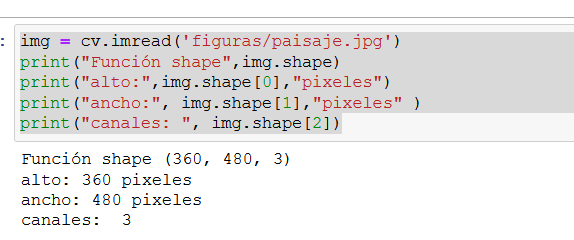 : img = cv.imread('figuras/paisaje.jpg')
print("Función shape",img.shape)
print("alto:",img.shape[0],"pixeles")
print("ancho:", img.shape[1],"pixeles" )
print("canales: ", img.shape[2])
Función shape (360, 480, 3)
alto: 360 pixeles
ancho: 480 pixeles
canales:  3